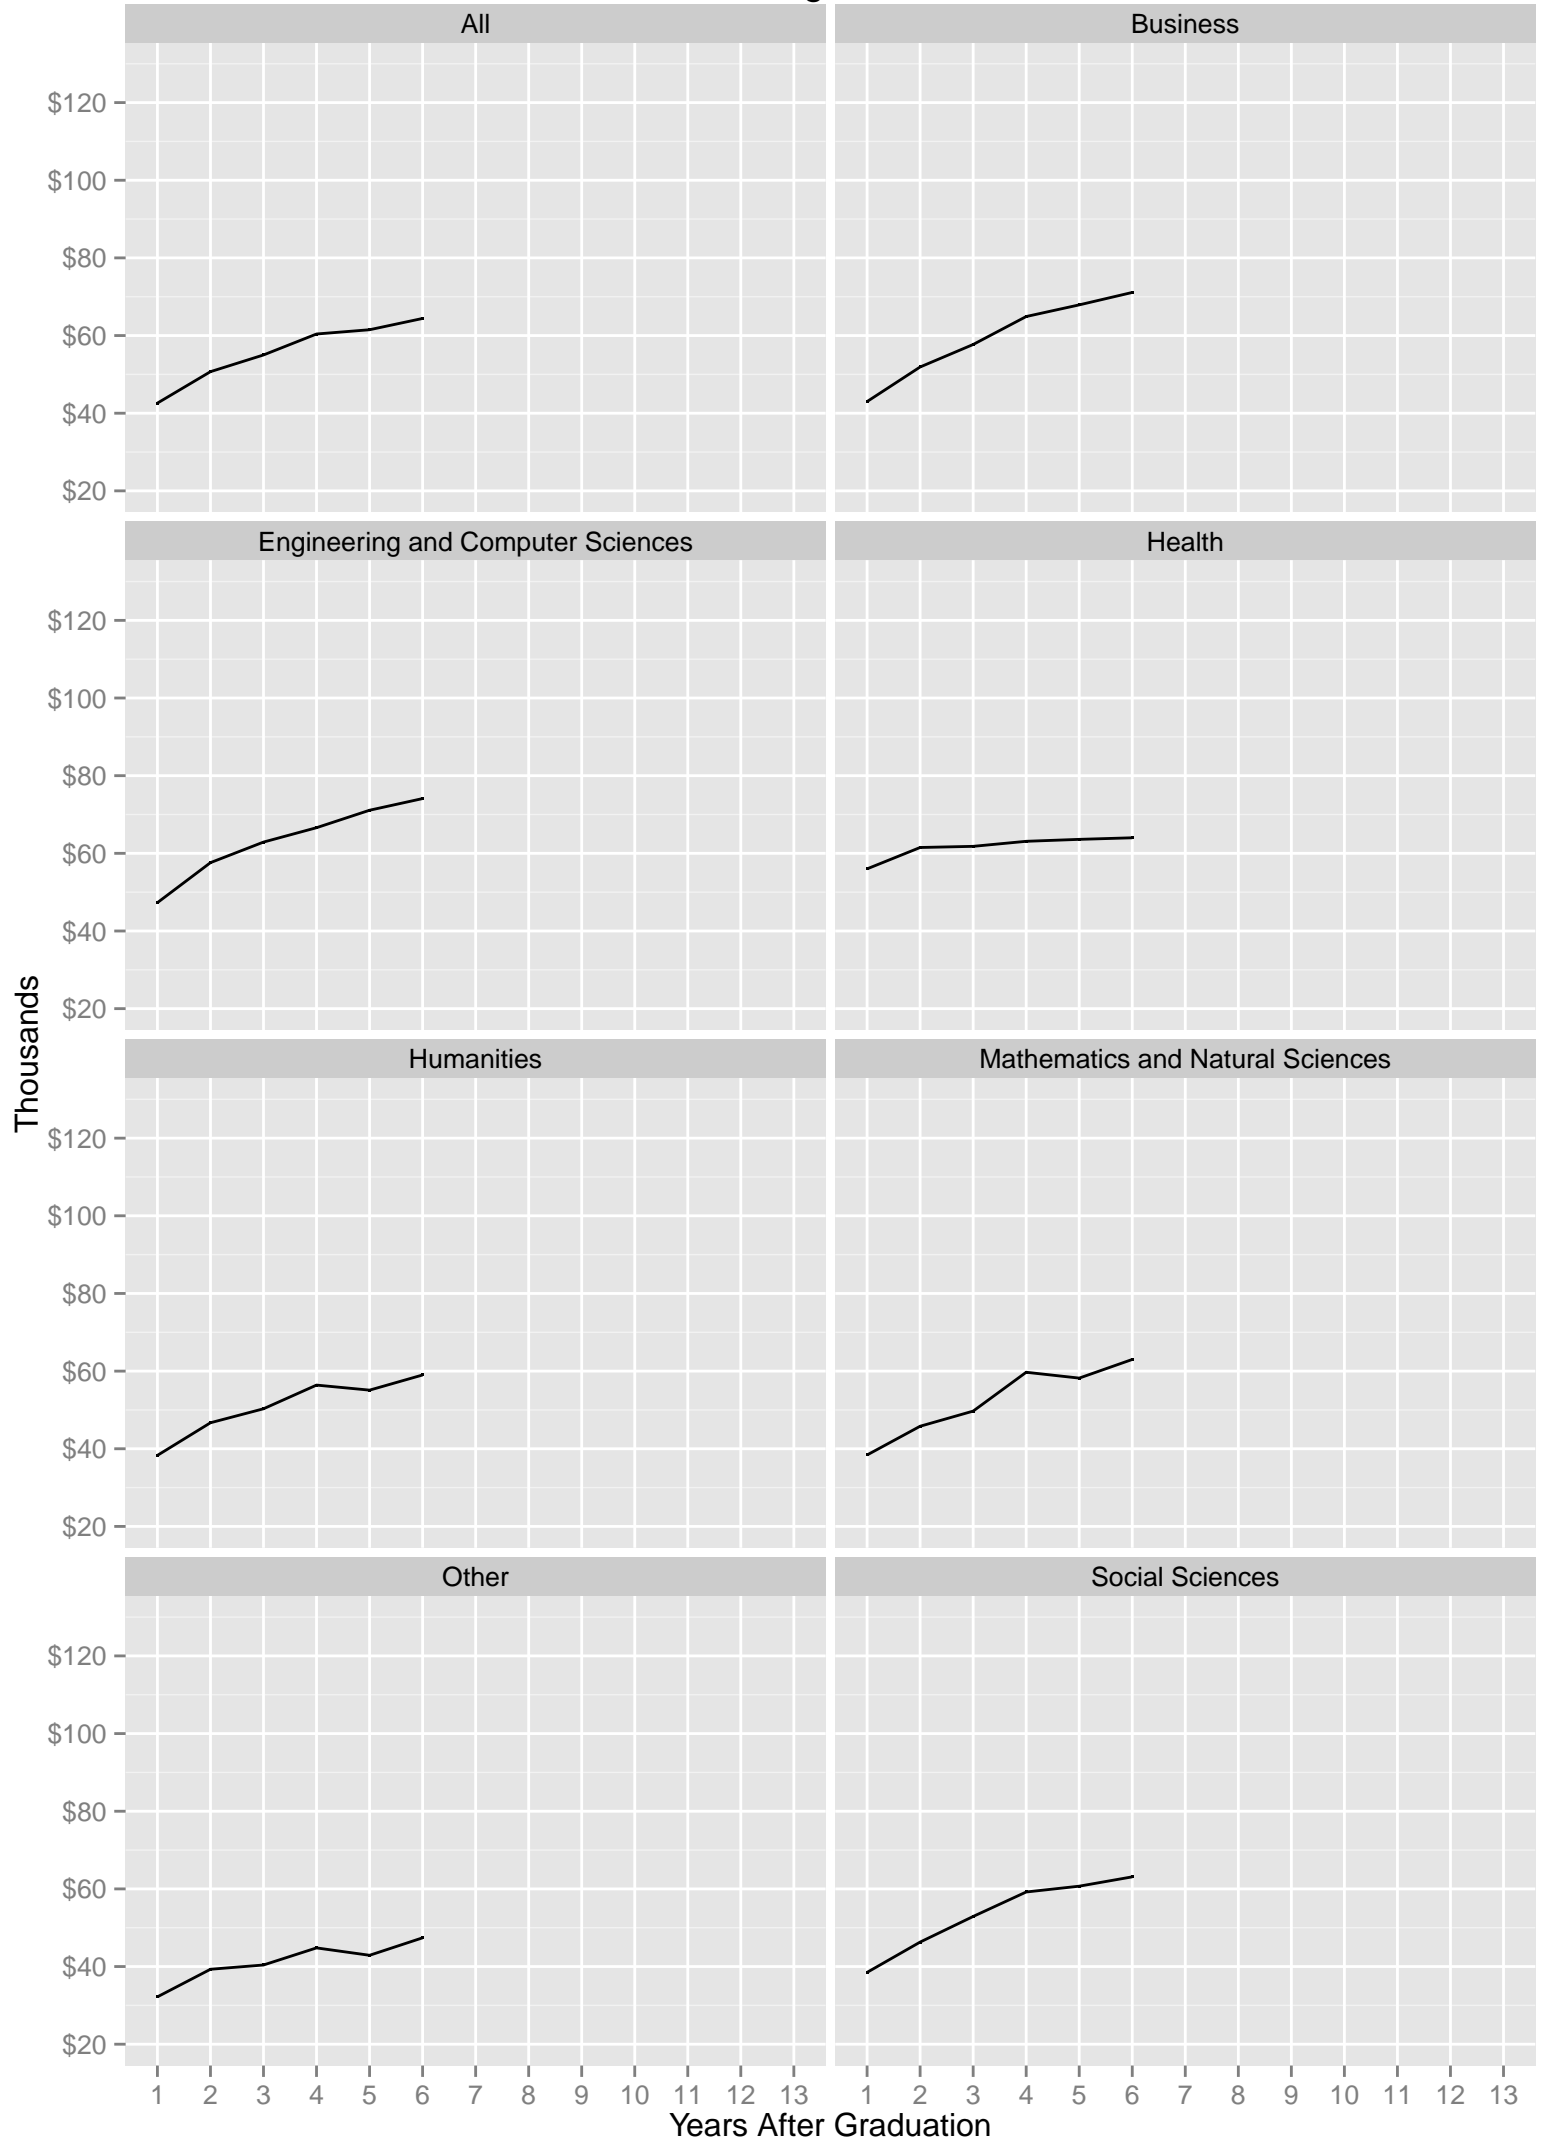 All
Business
$120
$100
$80
$60
$40
$20
Engineering and Computer Sciences
Health
$120
$100
$80
$60
$40
$20
Thousands
Humanities
Mathematics and Natural Sciences
$120
$100
$80
$60
$40
$20
Other
Social Sciences
$120
$100
$80
$60
$40
$20
1 2 3 4 5 6 7 8 9 10 11 12 13
1 2 3 4 5 6 7 8 9 10 11 12 13
Years After Graduation